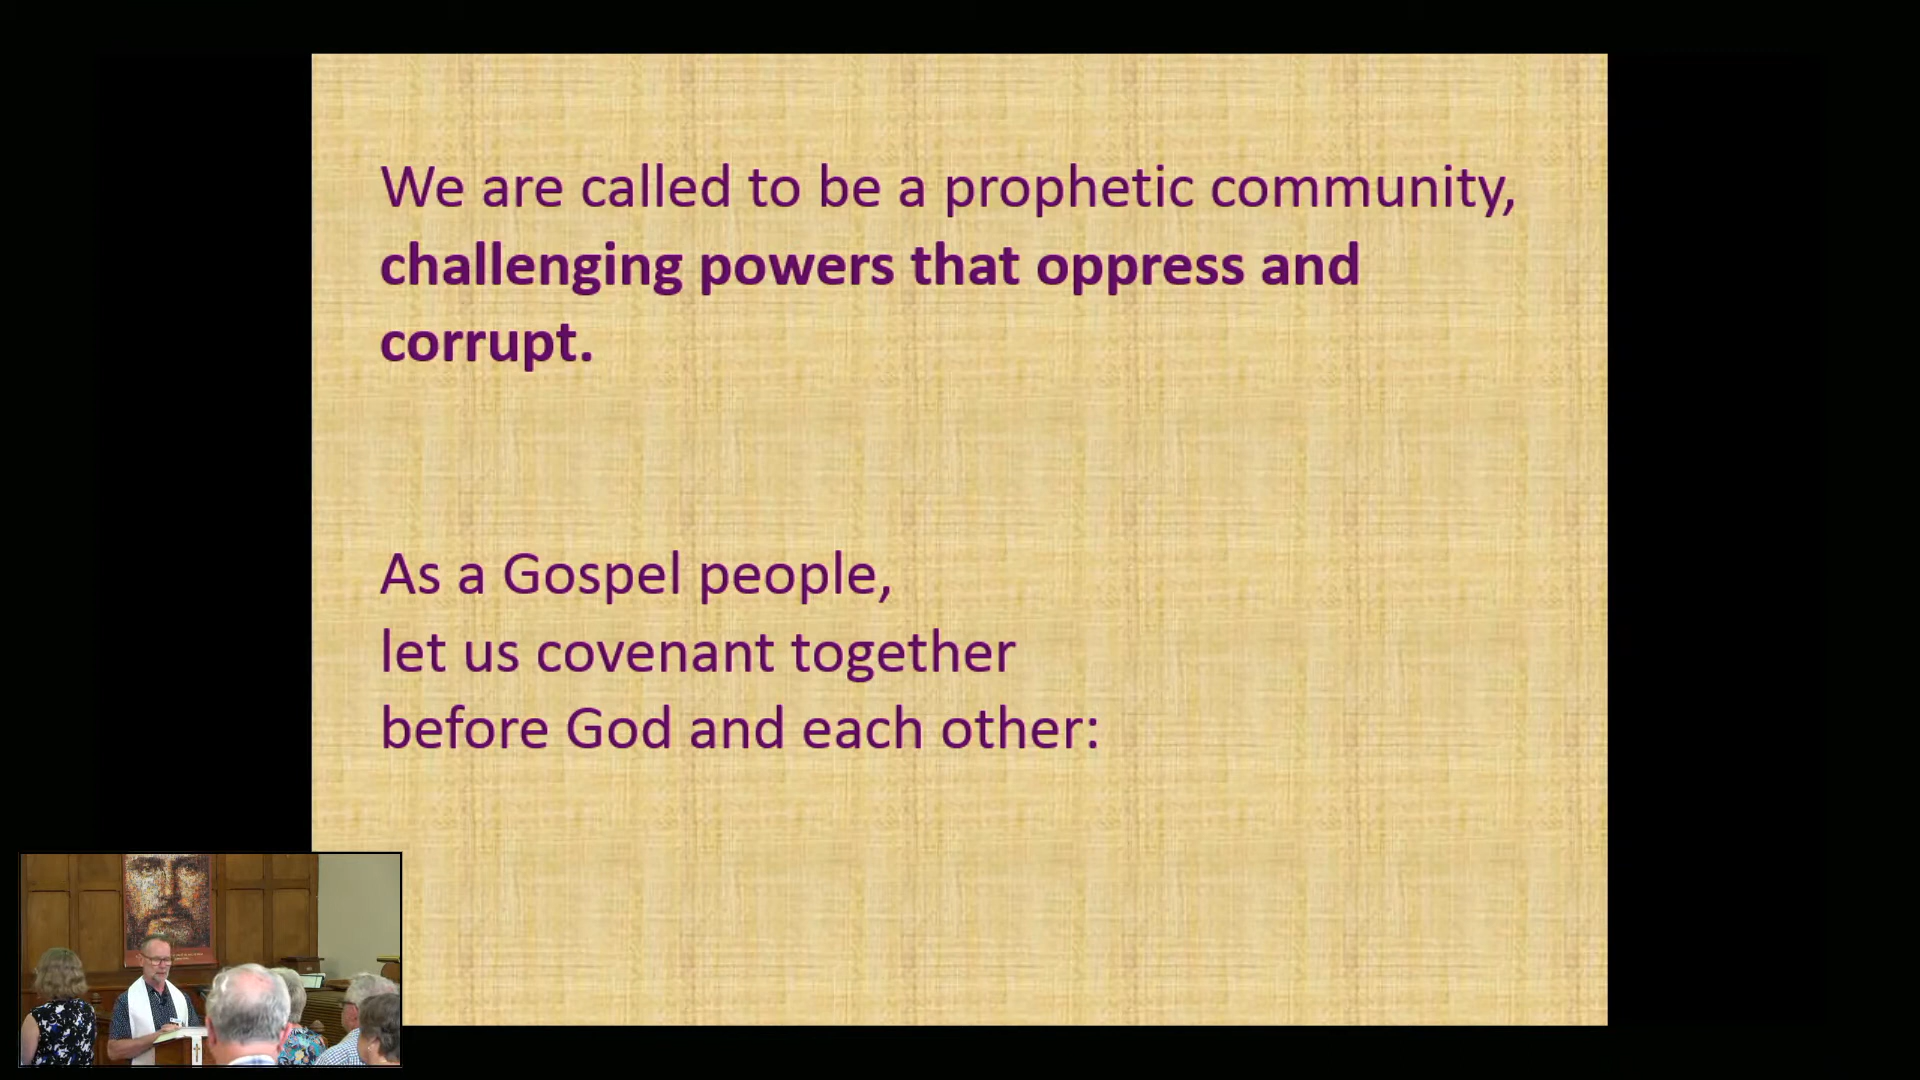 We are called to be a prophetic community,
challenging powers that oppress and
corrupt.
As a Gospel people,
let us covenant together
before God and each other: